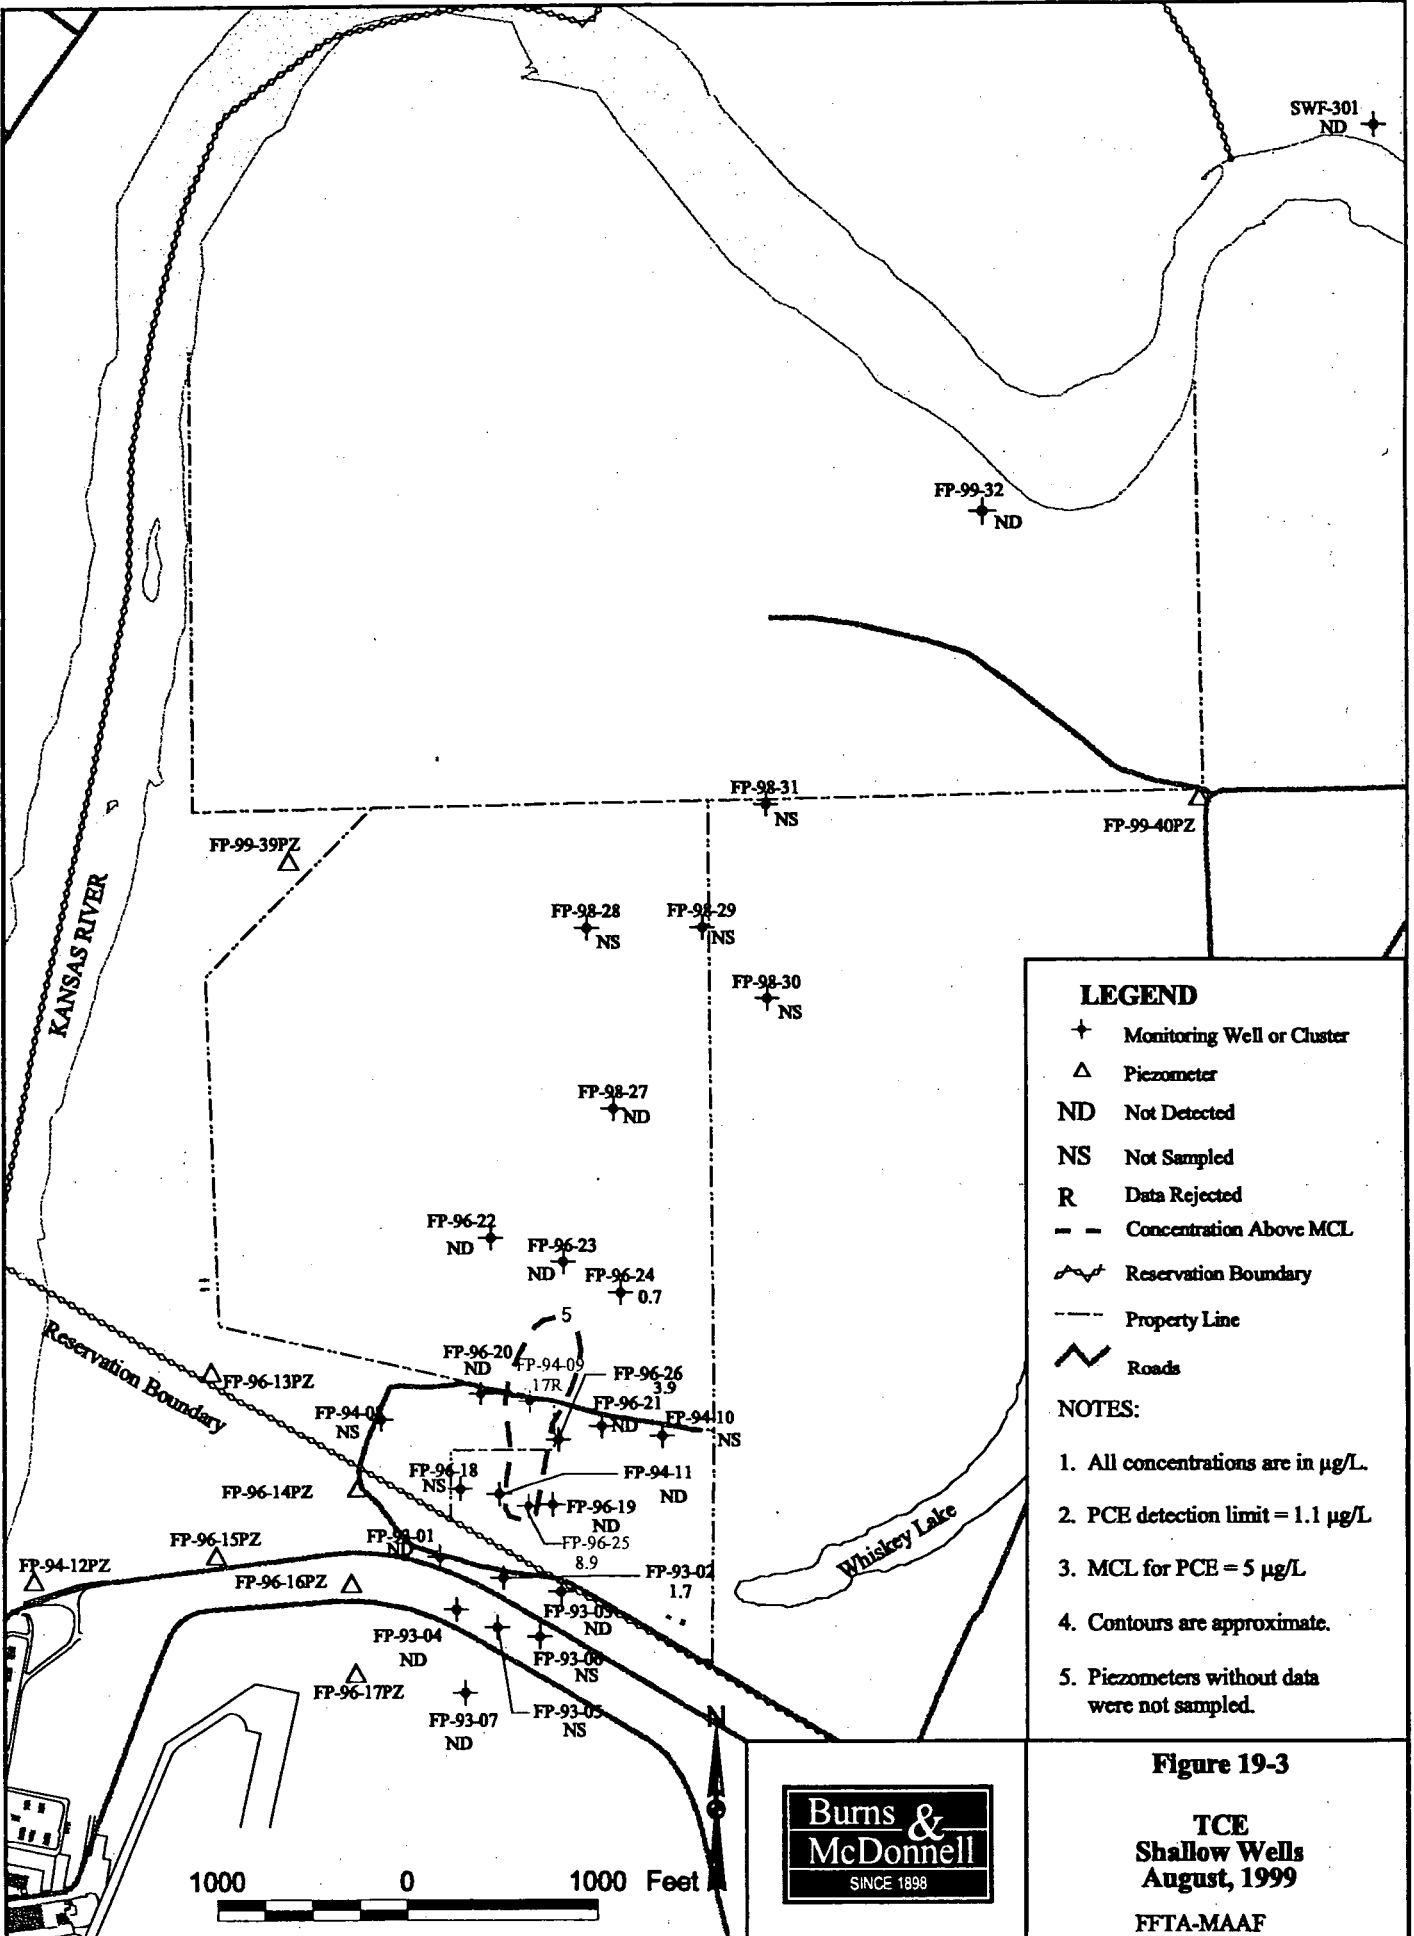 SWF-301
ND
FP-99-32
ND
FP-98-31
NS
FP-99-40PZ
FP-99-39PZ
KANSAS RIVER
FP-98-28
NS
FP-98-29
NS
FP-98-30
NS
FP-98-27
ND
FP-96-22
ND
FP-96-23
ND
FP-96-24
0.7
5
Reservation Boundary
FP-96-13PZ
FP-96-20
ND
FP-94-09
17R
FP-96-26
3.9
FP-96-21
ND
FP-94-10
NS
NS
FP-96-14PZ
FP-96-18
NS
FP-94-11
ND
FP-96-19
ND
FP-96-25
8.9
FP-93-01
ND
FP-96-15PZ
FP-94-12PZ
FP-96-16PZ
FP-93-02
1.7
FP-93-03
ND
FP-93-04
ND
FP-93-06
NS
FP-96-17PZ
FP-93-05
NS
FP-93-07
ND
Whiskey Lake
N
1000 0 1000 Feet
LEGEND
Monitoring Well or Cluster
Piezometer
ND Not Detected
NS Not Sampled
R Data Rejected
Concentration Above MCL
Reservation Boundary
Property Line
Roads
NOTES:
1. All concentrations are in µg/L.
2. PCE detection limit = 1.1 µg/L
3. MCL for PCE = 5 µg/L
4. Contours are approximate.
5. Piezometers without data
were not sampled.
Burns &
McDonnell
SINCE 1898
Figure 19-3
TCE
Shallow Wells
August, 1999
FFTA-MAAF